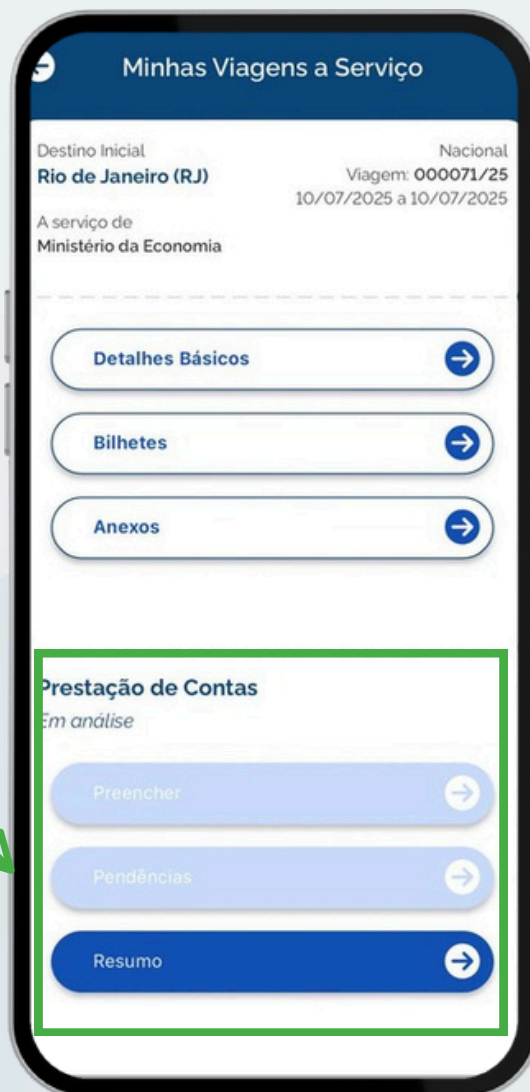 Minhas Viagens a Serviço
Destino Inicial
Rio de Janeiro (RJ)
Nacional
Viagem: 000071/25
10/07/2025 a 10/07/2025
A serviço de
Ministério da Economia
Detalhes Básicos
Bilhetes
Anexos
Prestação de Contas
Em análise
Preencher
Pendências
Resumo